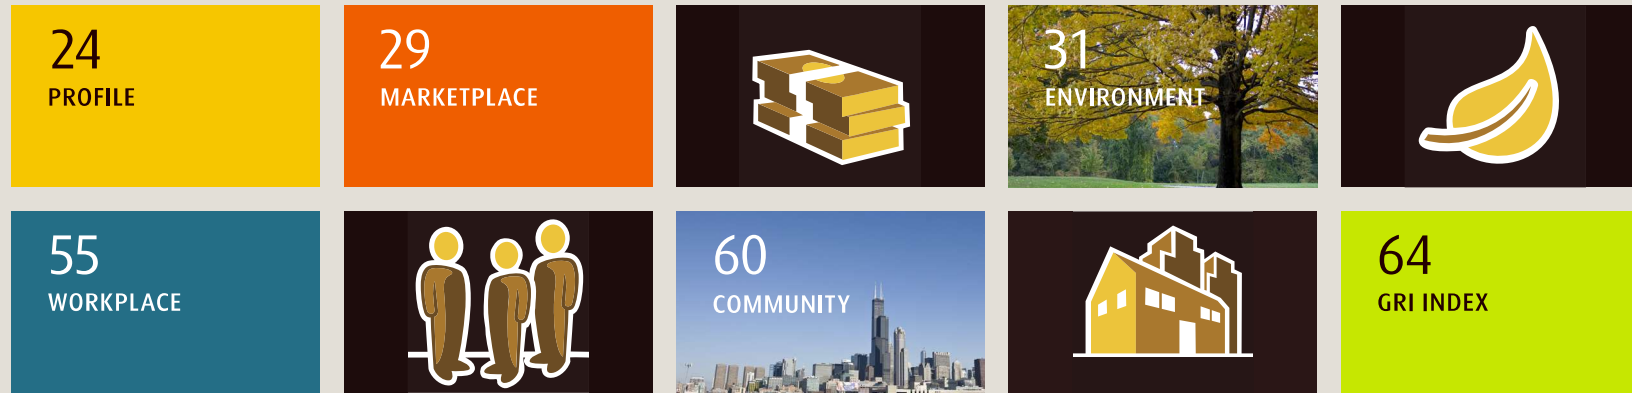 24
PROFILE
29
MARKETPLACE
31
ENVIRONMENT
55
WORKPLACE
60
COMMUNITY
64
GRI INDEX